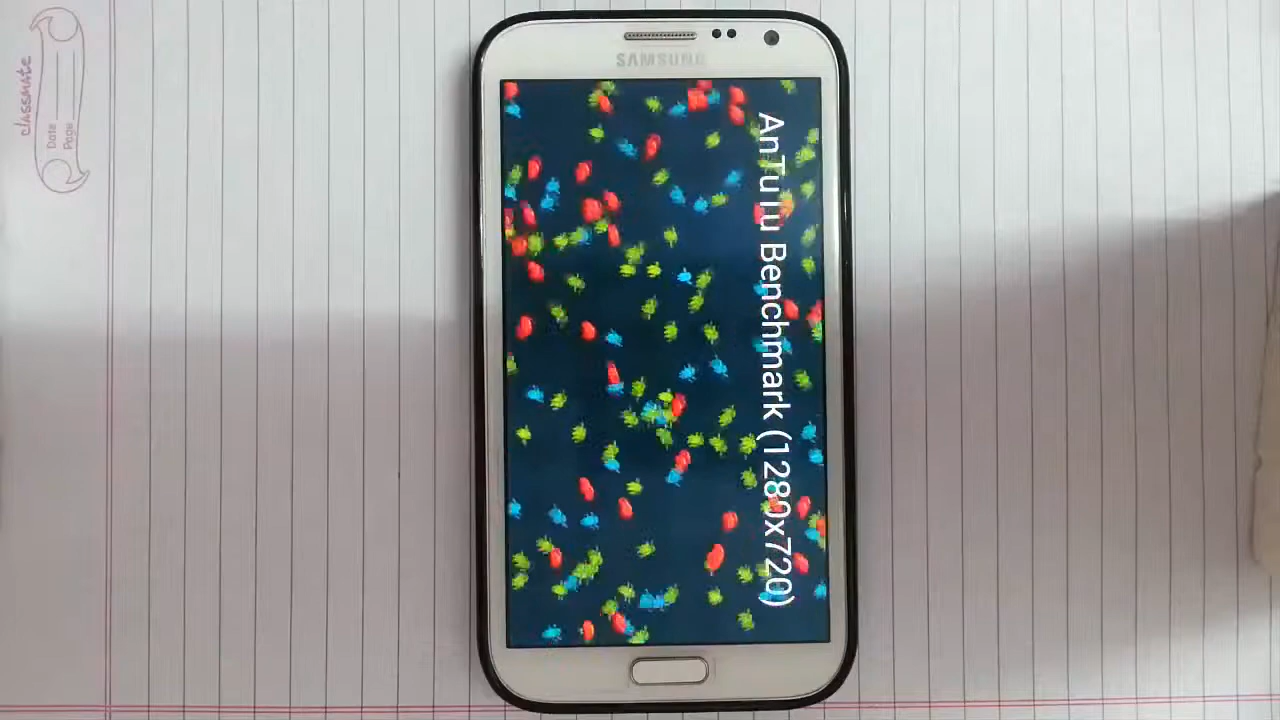 classmate
Date
Page
SAMSUNG
AnTuTu Benchmark (1280x720)